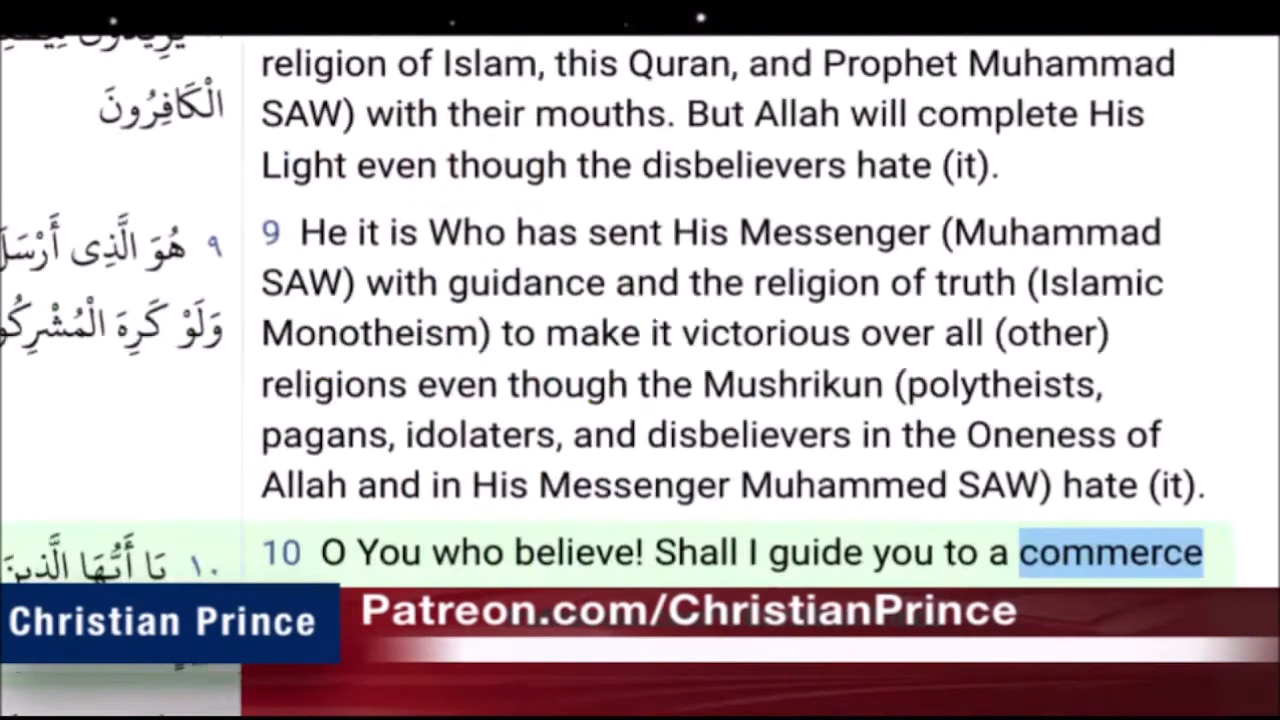 religion of Islam, this Quran, and Prophet Muhammad
الْكَافِرُونَ
SAW) with their mouths. But Allah will complete His
Light even though the disbelievers hate (it).
٩ هُوَ الَّذِى أَرْسَلَ
9 He it is Who has sent His Messenger (Muhammad
SAW) with guidance and the religion of truth (Islamic
وَلَوْ كَرِهَ الْمُشْرِكُو
Monotheism) to make it victorious over all (other)
religions even though the Mushrikun (polytheists,
pagans, idolaters, and disbelievers in the Oneness of
Allah and in His Messenger Muhammed SAW) hate (it).
١٠ يَا أَيُّهَا الَّذِينَ
10 O You who believe! Shall I guide you to a commerce
Christian Prince
Patreon.com/ChristianPrince